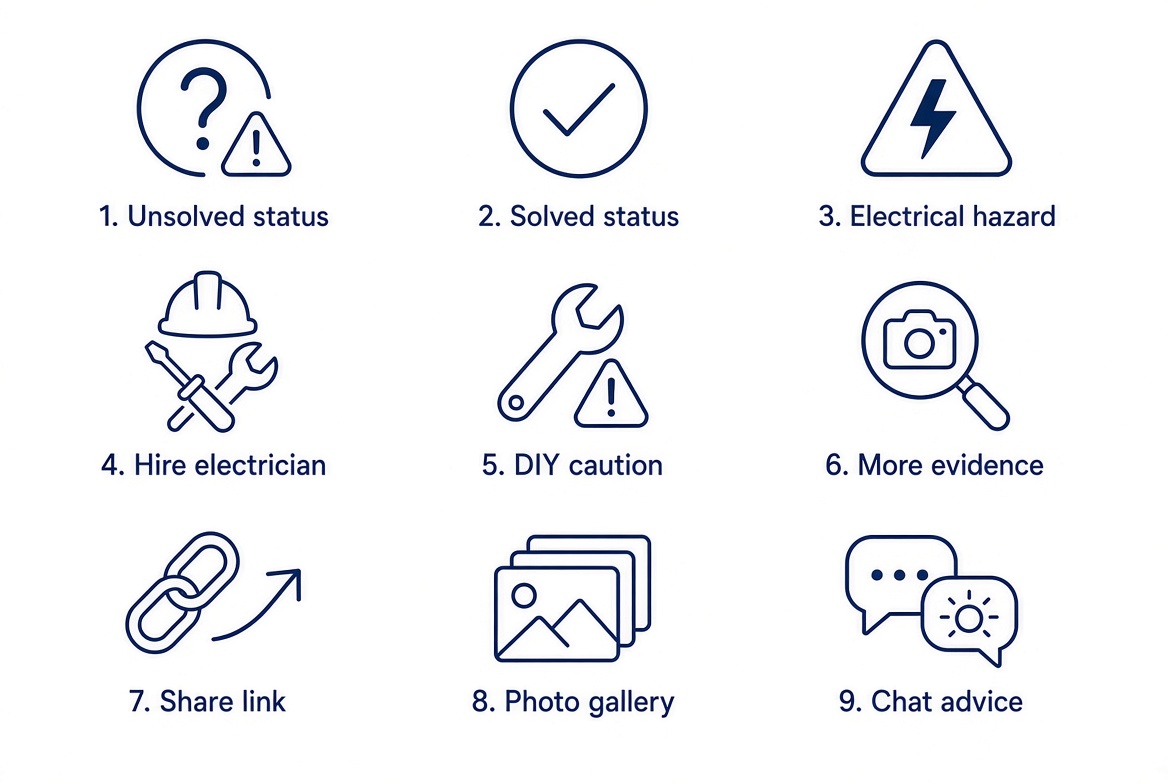 1. Unsolved status
2. Solved status
3. Electrical hazard
4. Hire electrician
5. DIY caution
6. More evidence
7. Share link
8. Photo gallery
9. Chat advice